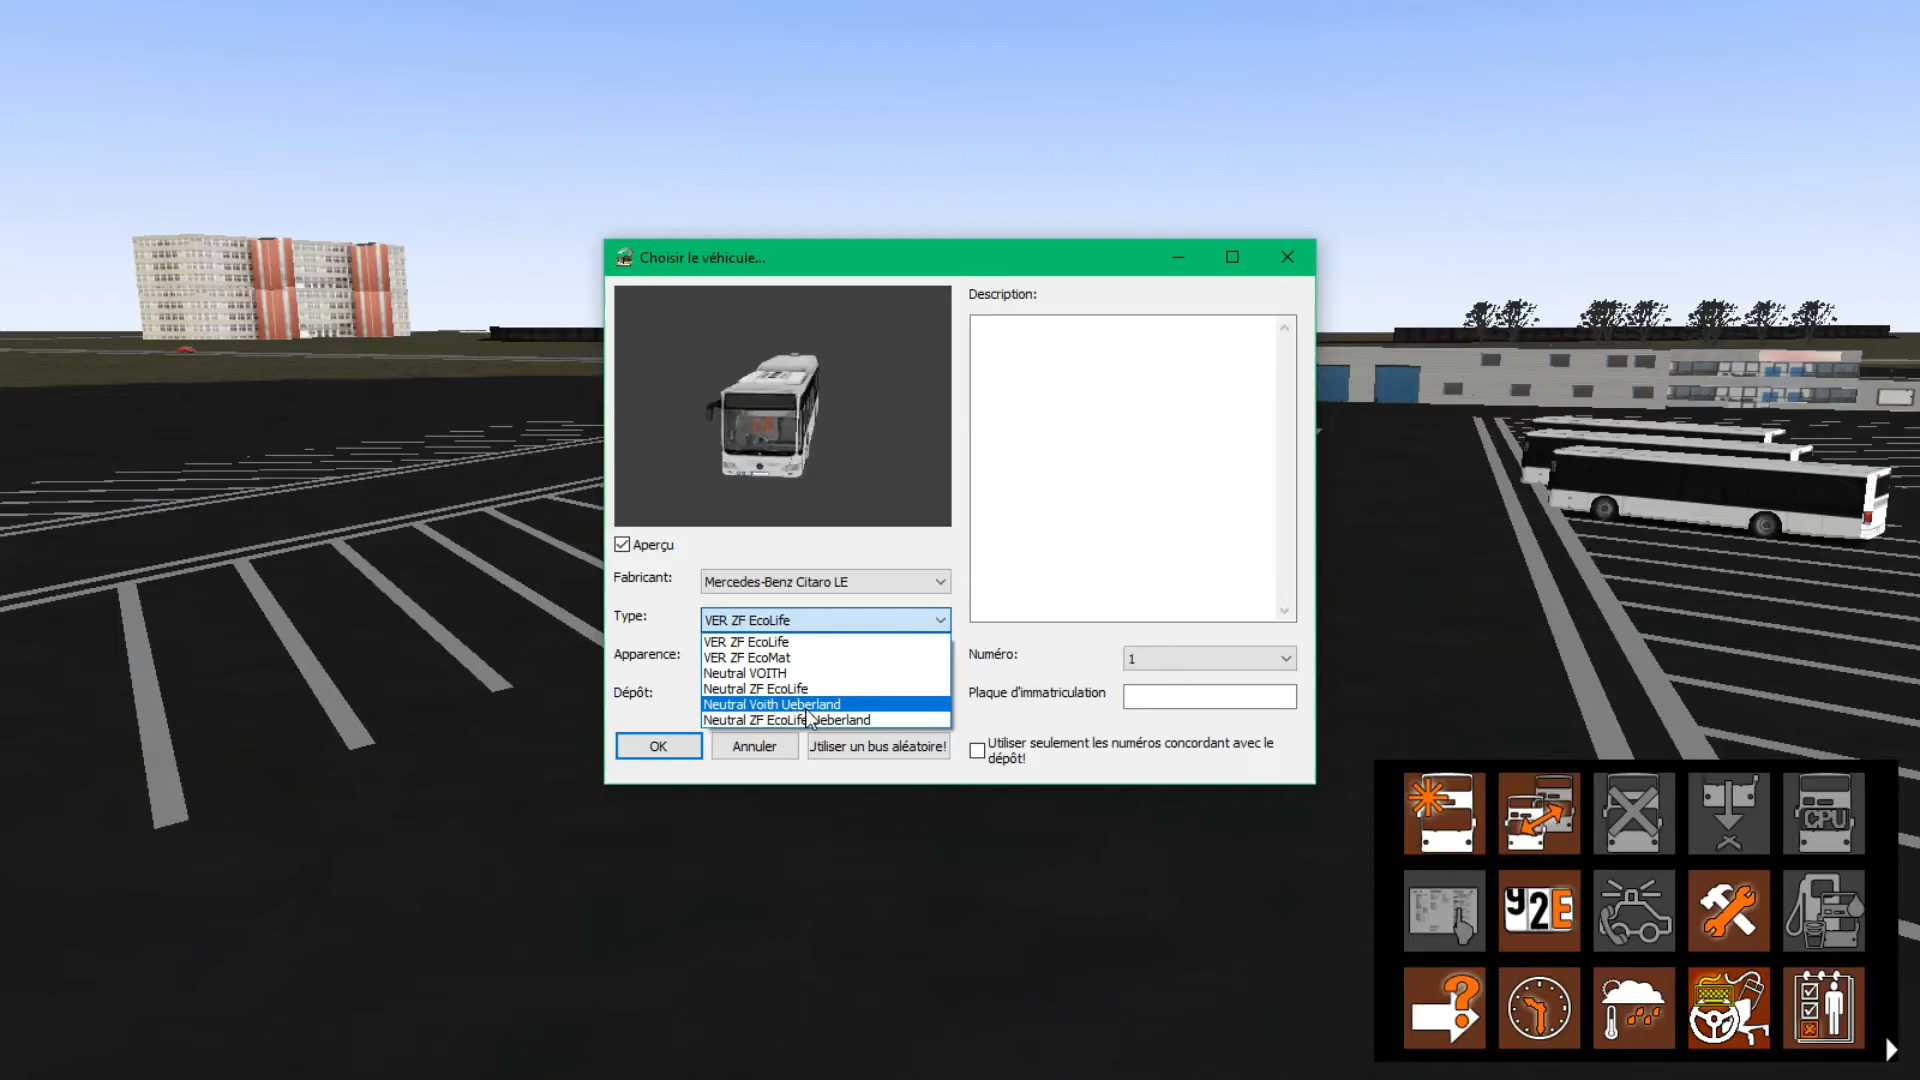 Choisir le véhicule...
Description:
Aperçu
Fabricant:
Mercedes-Benz Citaro LE
Type:
VER ZF EcoLife
VER ZF EcoLife
VER ZF EcoMat
Neutral VOITH
Neutral ZF EcoLife
Neutral Voith Ueberland
Neutral ZF EcoLife Ueberland
Apparence:
Dépôt:
Numéro:
1
Plaque d'immatriculation
OK
Annuler
Utiliser un bus aléatoire!
Utiliser seulement les numéros concordant avec le
dépôt!
CPU
92E
?